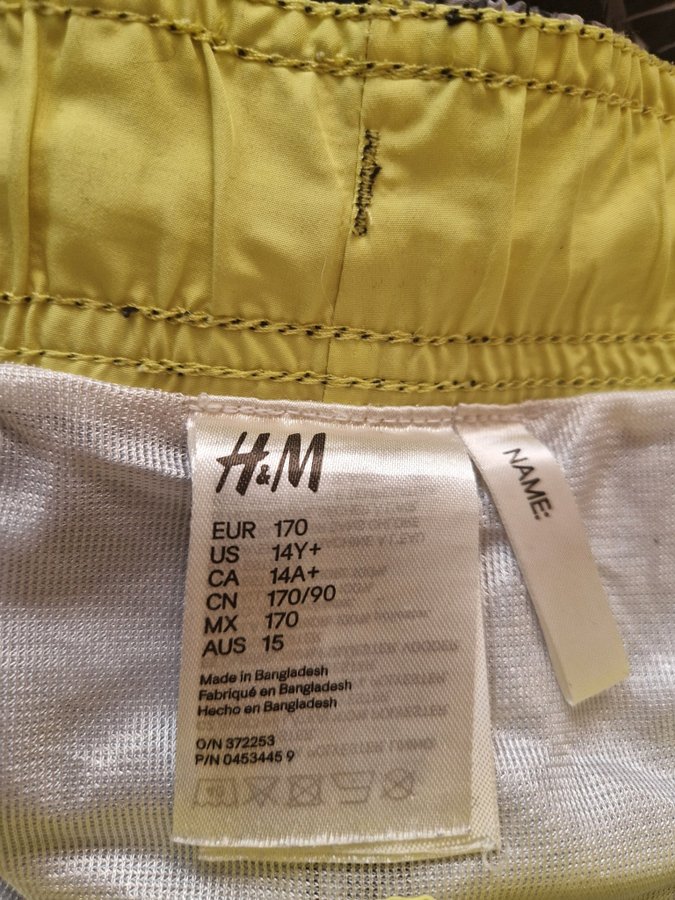 H&M
EUR 170
US 14Y+
CA 14A+
CN 170/90
MX 170
AUS 15
Made in Bangladesh
Fabriqué en Bangladesh
Hecho en Bangladesh
O/N 372253
P/N 0453445 9
NAME: